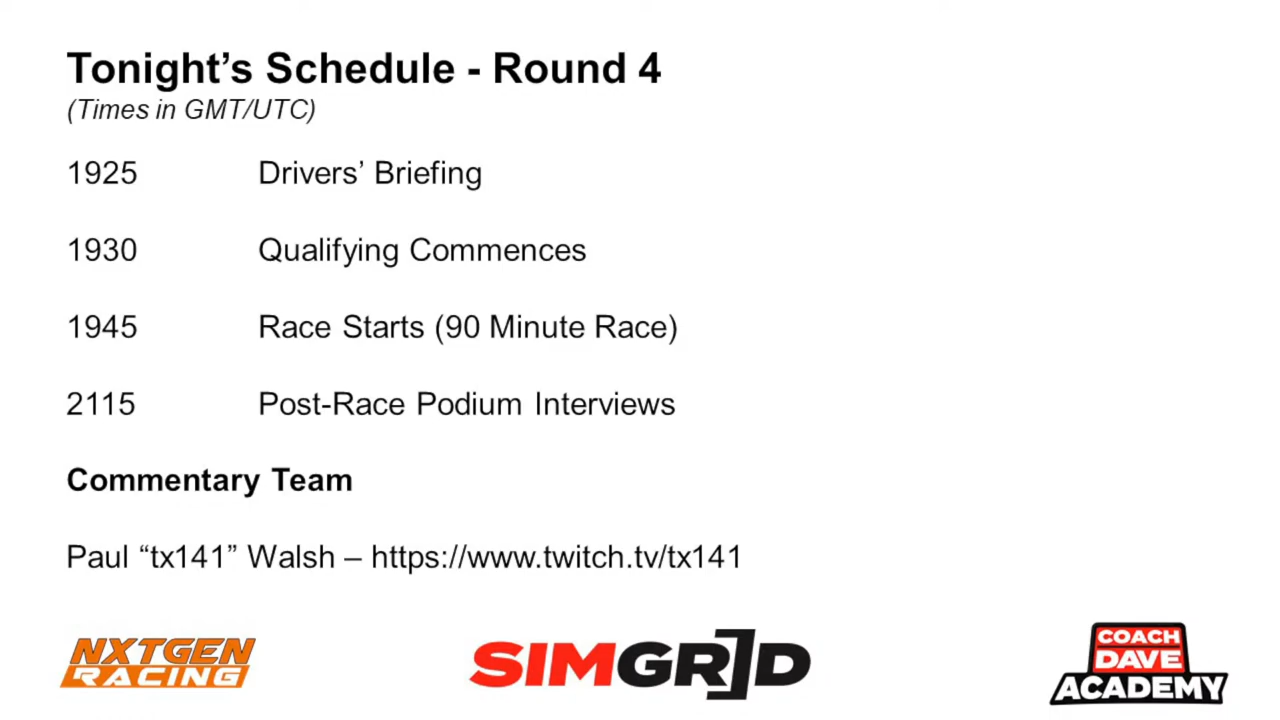 Tonight’s Schedule - Round 4
(Times in GMT/UTC)
1925 Drivers’ Briefing
1930 Qualifying Commences
1945 Race Starts (90 Minute Race)
2115 Post-Race Podium Interviews
Commentary Team
Paul “tx141” Walsh – https://www.twitch.tv/tx141
NXTGEN
RACING
SIMGRID
COACH
DAVE
ACADEMY